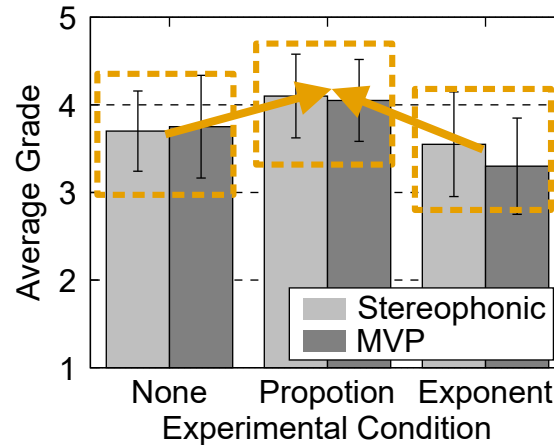 Average Grade
5
4
3
2
1
Stereophonic
MVP
None Propotion Exponent
Experimental Condition